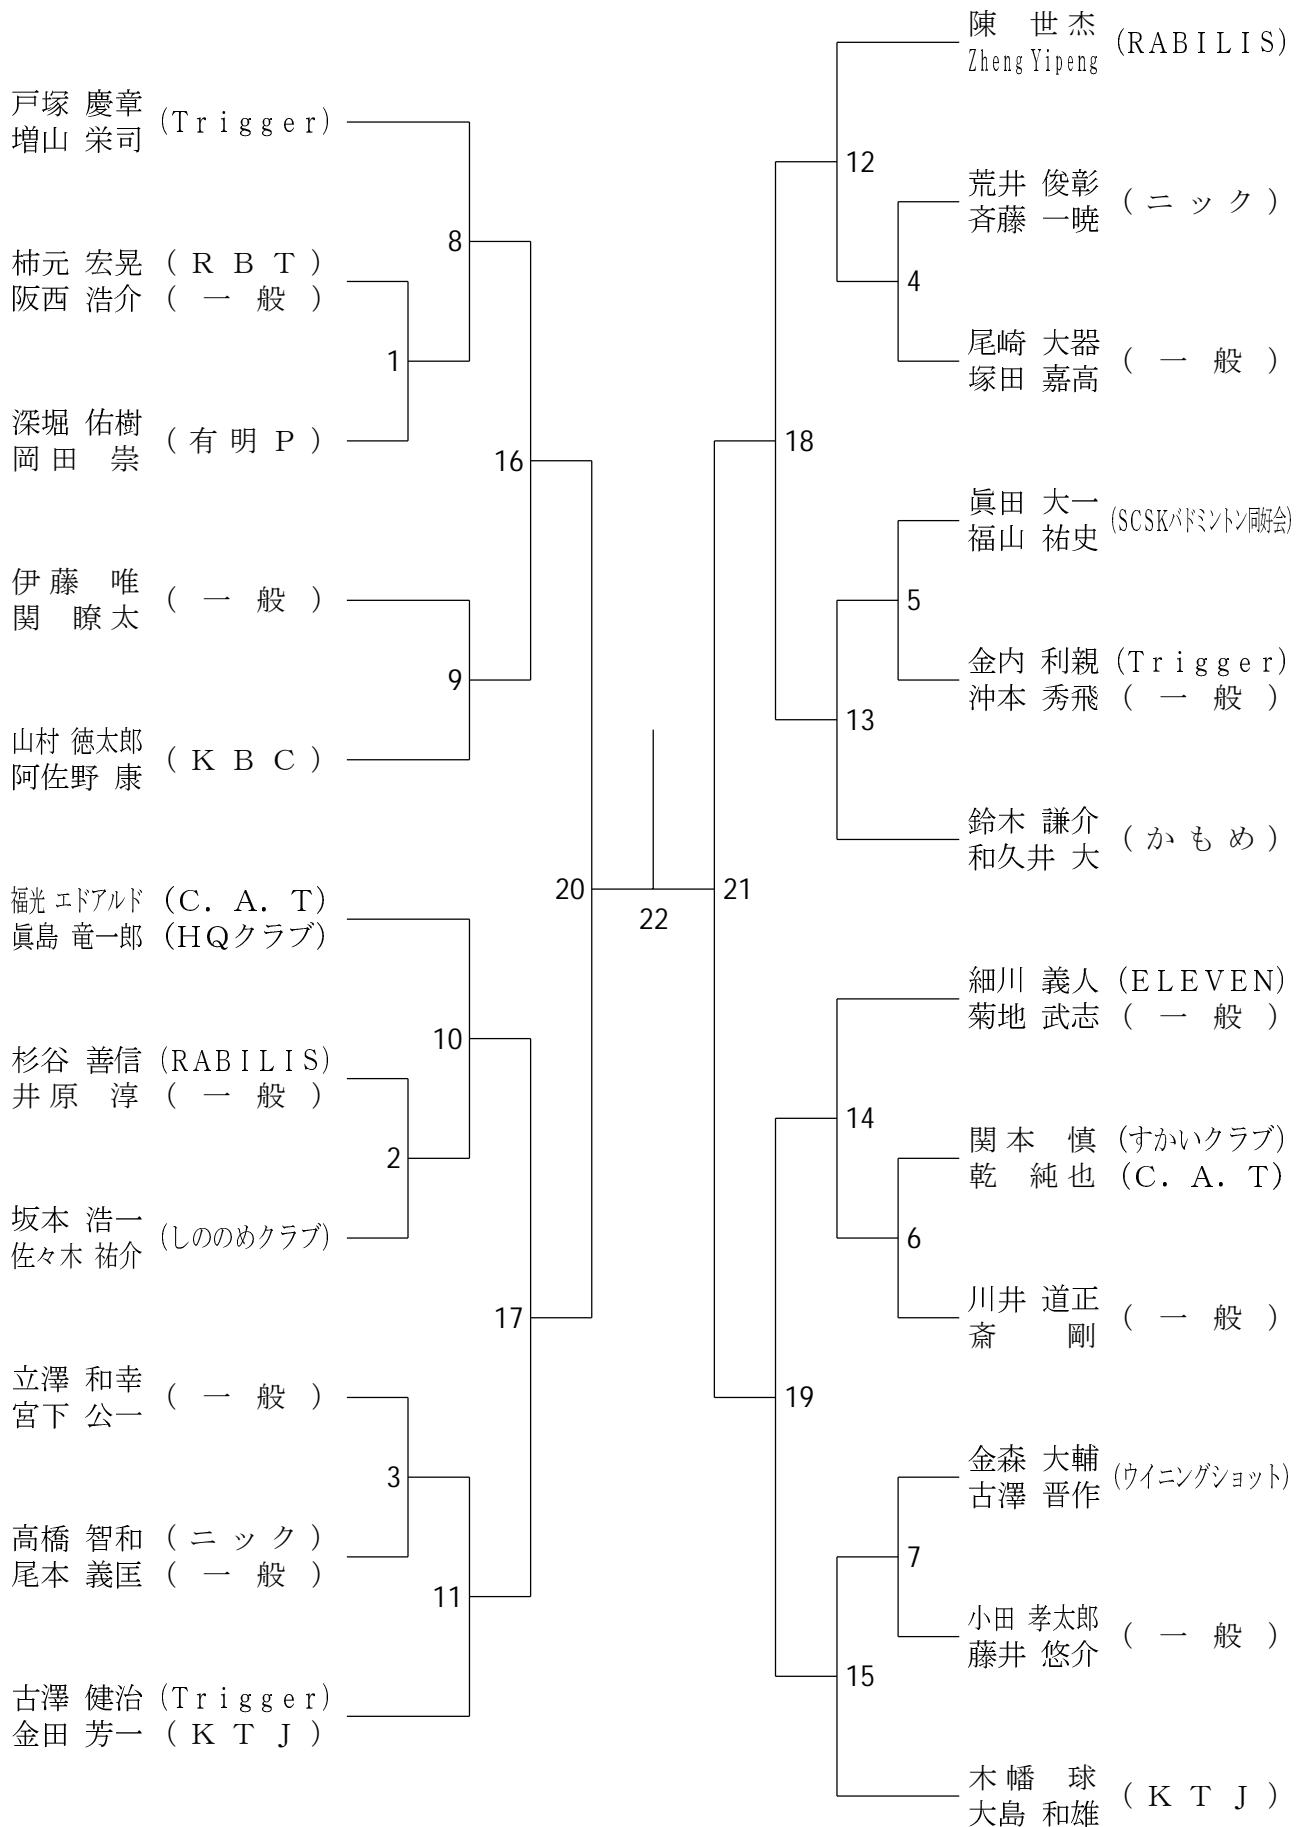 戸塚 慶章 (Trigger)
増山 栄司
8
柿元 宏晃 (RBT)
阪西 浩介 (一般)
1
深堀 佑樹 (有明P)
岡田 崇
16
伊藤 唯 (一般)
関 瞭太
9
山村 徳太郎 (KBC)
阿佐野 康
20
福光 エドアルド (C. A. T)
眞島 竜一郎 (HQクラブ)
10
杉谷 善信 (RABILIS)
井原 淳 (一般)
2
坂本 浩一 (しののめクラブ)
佐々木 祐介
17
立澤 和幸 (一般)
宮下 公一
3
高橋 智和 (ニック)
尾本 義匡 (一般)
11
古澤 健治 (Trigger)
金田 芳一 (KTJ)
22
陳 世杰 (RABILIS)
Zheng Yipeng
12
荒井 俊彰 (ニック)
斉藤 一暁
4
尾崎 大器 (一般)
塚田 嘉高
18
眞田 大一 (SCSKバドミントン同好会)
福山 祐史
5
金内 利親 (Trigger)
沖本 秀飛 (一般)
13
鈴木 謙介 (かもめ)
和久井 大
21
細川 義人 (ELEVEN)
菊地 武志 (一般)
14
関本 慎 (すかいクラブ)
乾 純也 (C. A. T)
6
川井 道正 (一般)
斎 剛
19
金森 大輔 (ウイニングショット)
古澤 晋作
7
小田 孝太郎 (一般)
藤井 悠介
15
木幡 球 (KTJ)
大島 和雄